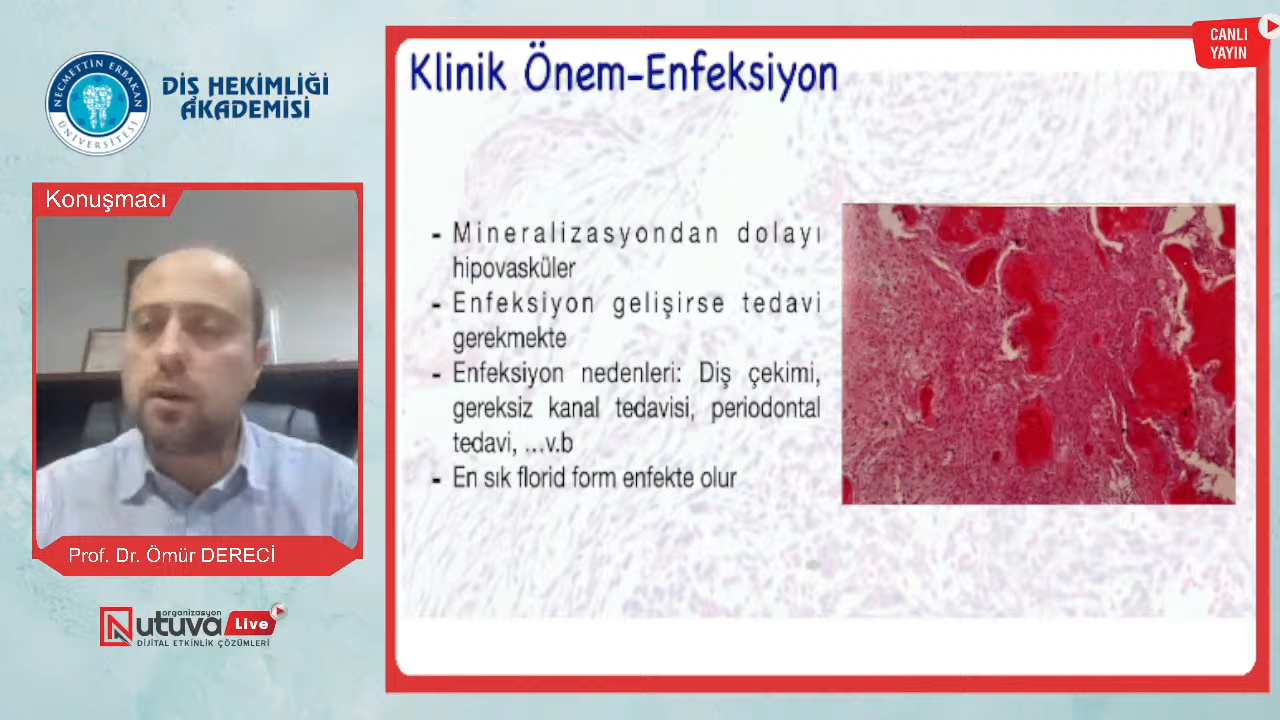 NECMETTİN ERBAKAN
ÜNİVERSİTESİ
DİŞ HEKİMLİĞİ
AKADEMİSİ
Konuşmacı
Prof. Dr. Ömür DERECİ
organizasyon
Nutuva Live
DİJİTAL ETKİNLİK ÇÖZÜMLERİ
CANLI
YAYIN
Klinik Önem-Enfeksiyon
- Mineralizasyondan dolayı
hipovasküler
- Enfeksiyon gelişirse tedavi
gerekmekte
- Enfeksiyon nedenleri: Diş çekimi,
gereksiz kanal tedavisi, periodontal
tedavi, ...v.b
- En sık florid form enfekte olur